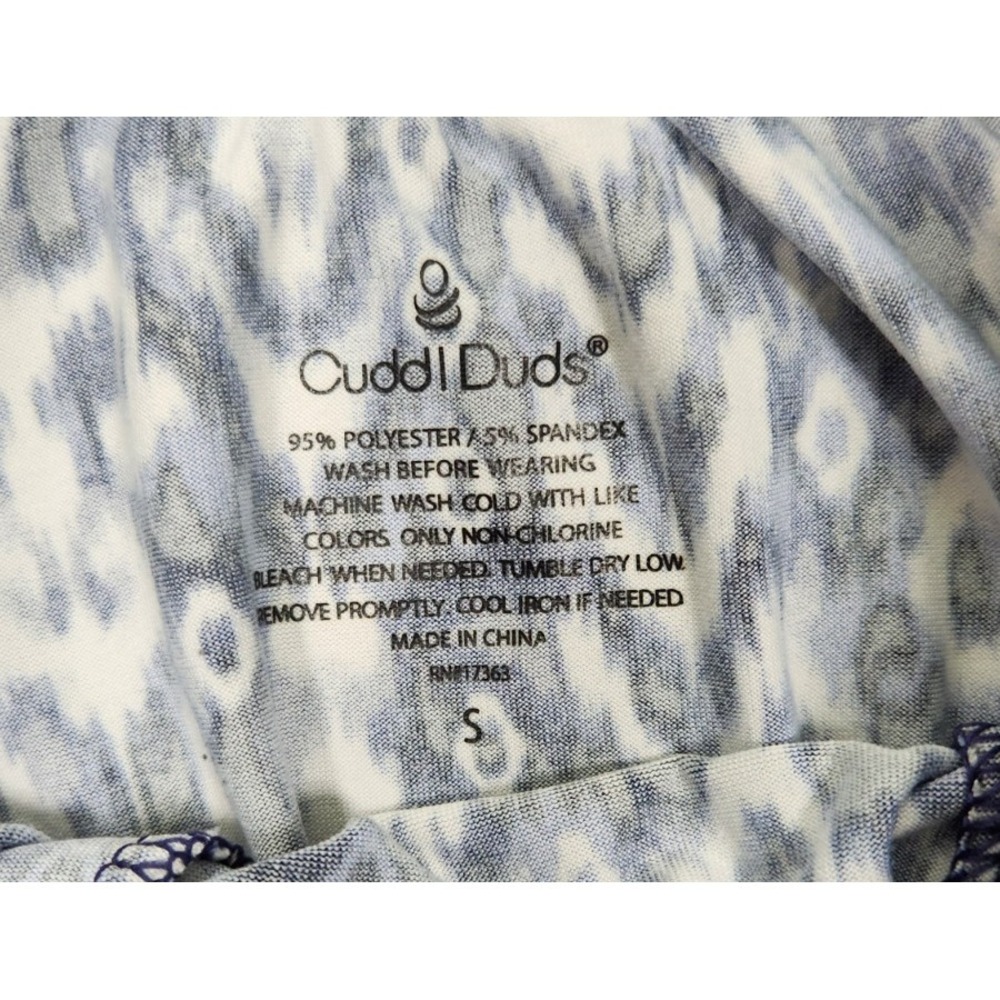 Cuddl Duds®
95% POLYESTER / 5% SPANDEX
WASH BEFORE WEARING
MACHINE WASH COLD WITH LIKE
COLORS. ONLY NON-CHLORINE
BLEACH WHEN NEEDED. TUMBLE DRY LOW.
REMOVE PROMPTLY. COOL IRON IF NEEDED
MADE IN CHINA
RN#17363
S